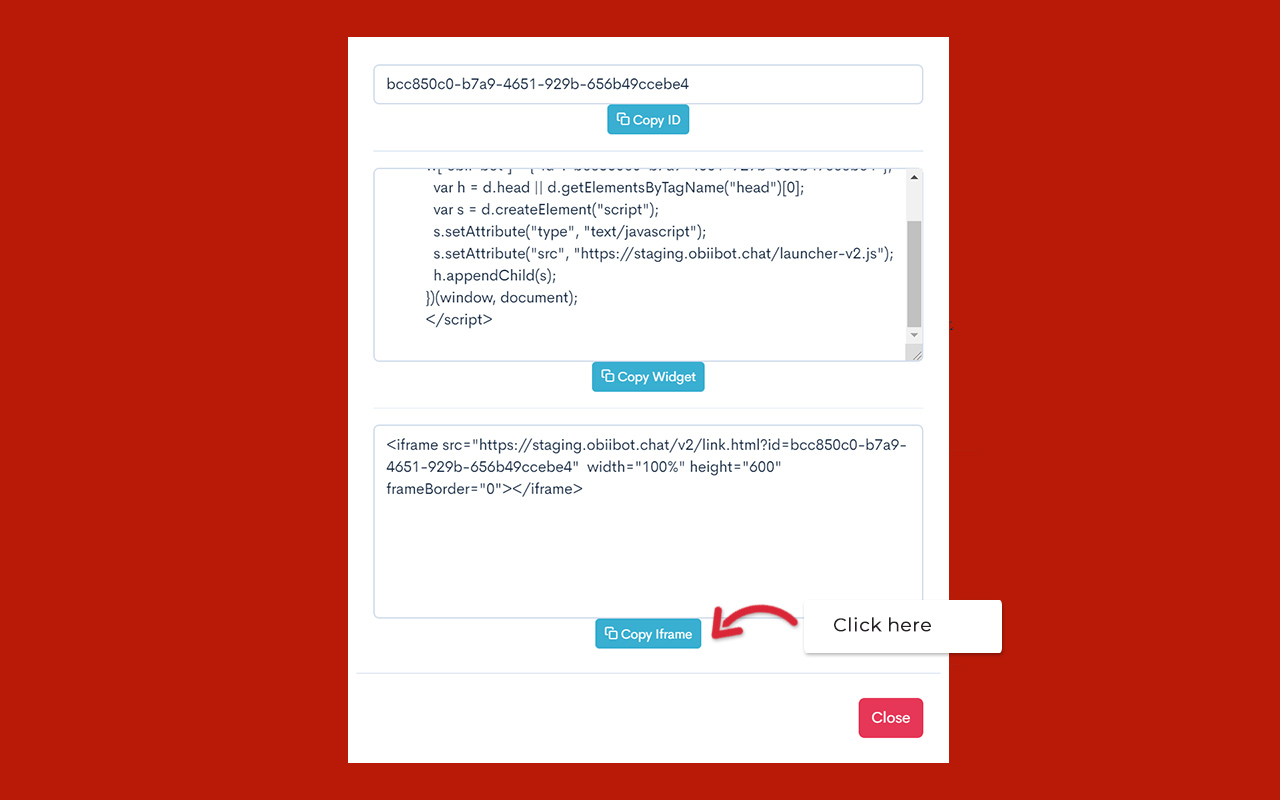 bcc850c0-b7a9-4651-929b-656b49ccebe4
Copy ID
var h = d.head || d.getElementsByTagName("head")[0];
var s = d.createElement("script");
s.setAttribute("type", "text/javascript");
s.setAttribute("src", "https://staging.obiibot.chat/launcher-v2.js");
h.appendChild(s);
})(window, document);
</script>
Copy Widget
<iframe src="https://staging.obiibot.chat/v2/link.html?id=bcc850c0-b7a9-
4651-929b-656b49ccebe4" width="100%" height="600"
frameBorder="0"></iframe>
Copy Iframe
Click here
Close